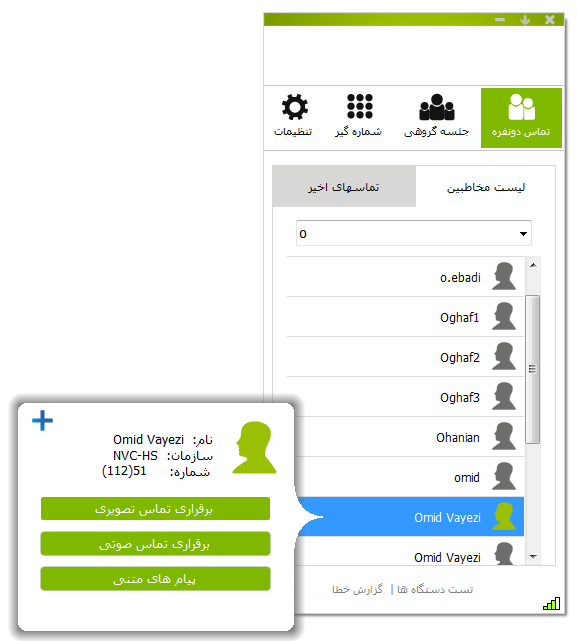 تماس دونفره
جلسه گروهی
شماره گیر
تنظیمات
لیست مخاطبین
تماسهای اخیر
o
o.ebadi
Oghaf1
Oghaf2
Oghaf3
Ohanian
omid
Omid Vayezi
Omid Vayezi
تست دستگاه ها | گزارش خطا
نام: Omid Vayezi
سازمان: NVC-HS
شماره: 51(112)
برقراری تماس تصویری
برقراری تماس صوتی
پیام های متنی